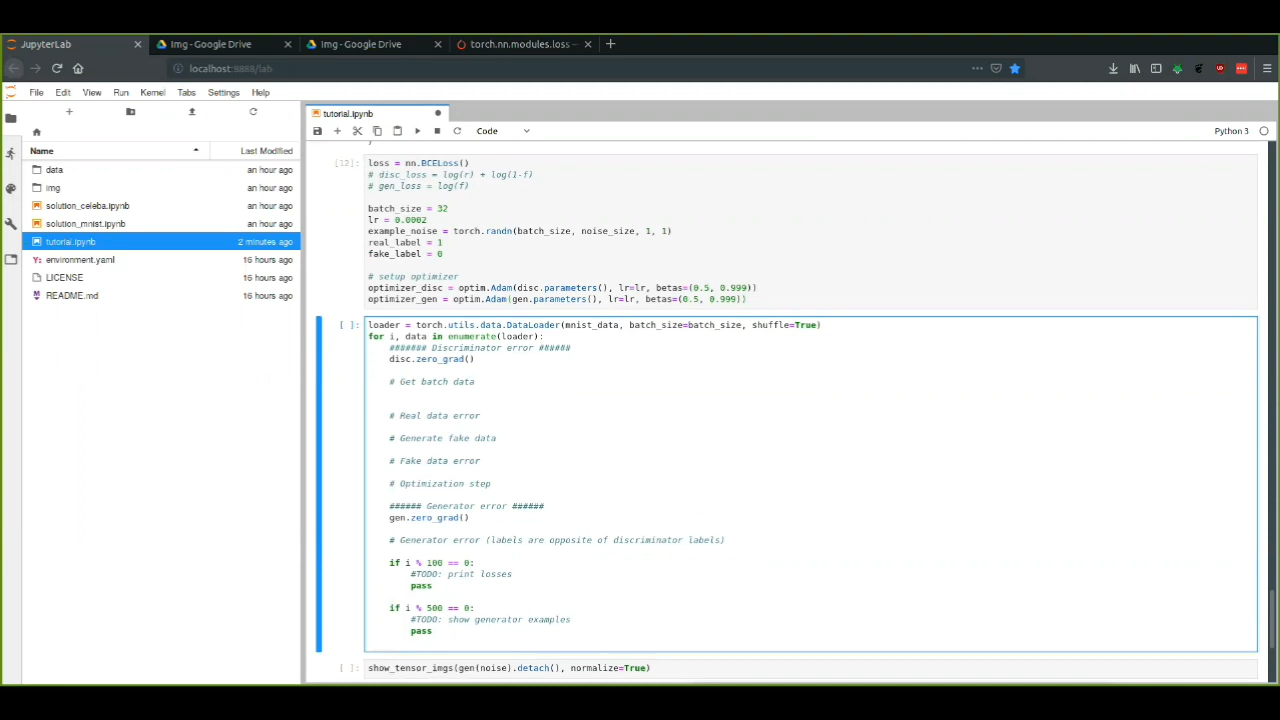 JupyterLab
Img - Google Drive
Img - Google Drive
torch.nn.modules.loss —
localhost:8888/lab
File Edit View Run Kernel Tabs Settings Help
Name Last Modified
data an hour ago
img an hour ago
solution_celeba.ipynb an hour ago
solution_mnist.ipynb an hour ago
tutorial.ipynb 2 minutes ago
environment.yaml 16 hours ago
LICENSE 16 hours ago
README.md 16 hours ago
tutorial.ipynb
Code
Python 3
[12]:
loss = nn.BCELoss()
# disc_loss = log(r) + log(1-f)
# gen_loss = log(f)
batch_size = 32
lr = 0.0002
example_noise = torch.randn(batch_size, noise_size, 1, 1)
real_label = 1
fake_label = 0
# setup optimizer
optimizer_disc = optim.Adam(disc.parameters(), lr=lr, betas=(0.5, 0.999))
optimizer_gen = optim.Adam(gen.parameters(), lr=lr, betas=(0.5, 0.999))
[ ]:
loader = torch.utils.data.DataLoader(mnist_data, batch_size=batch_size, shuffle=True)
for i, data in enumerate(loader):
####### Discriminator error ######
disc.zero_grad()
# Get batch data
# Real data error
# Generate fake data
# Fake data error
# Optimization step
###### Generator error ######
gen.zero_grad()
# Generator error (labels are opposite of discriminator labels)
if i % 100 == 0:
#TODO: print losses
pass
if i % 500 == 0:
#TODO: show generator examples
pass
[ ]:
show_tensor_imgs(gen(noise).detach(), normalize=True)